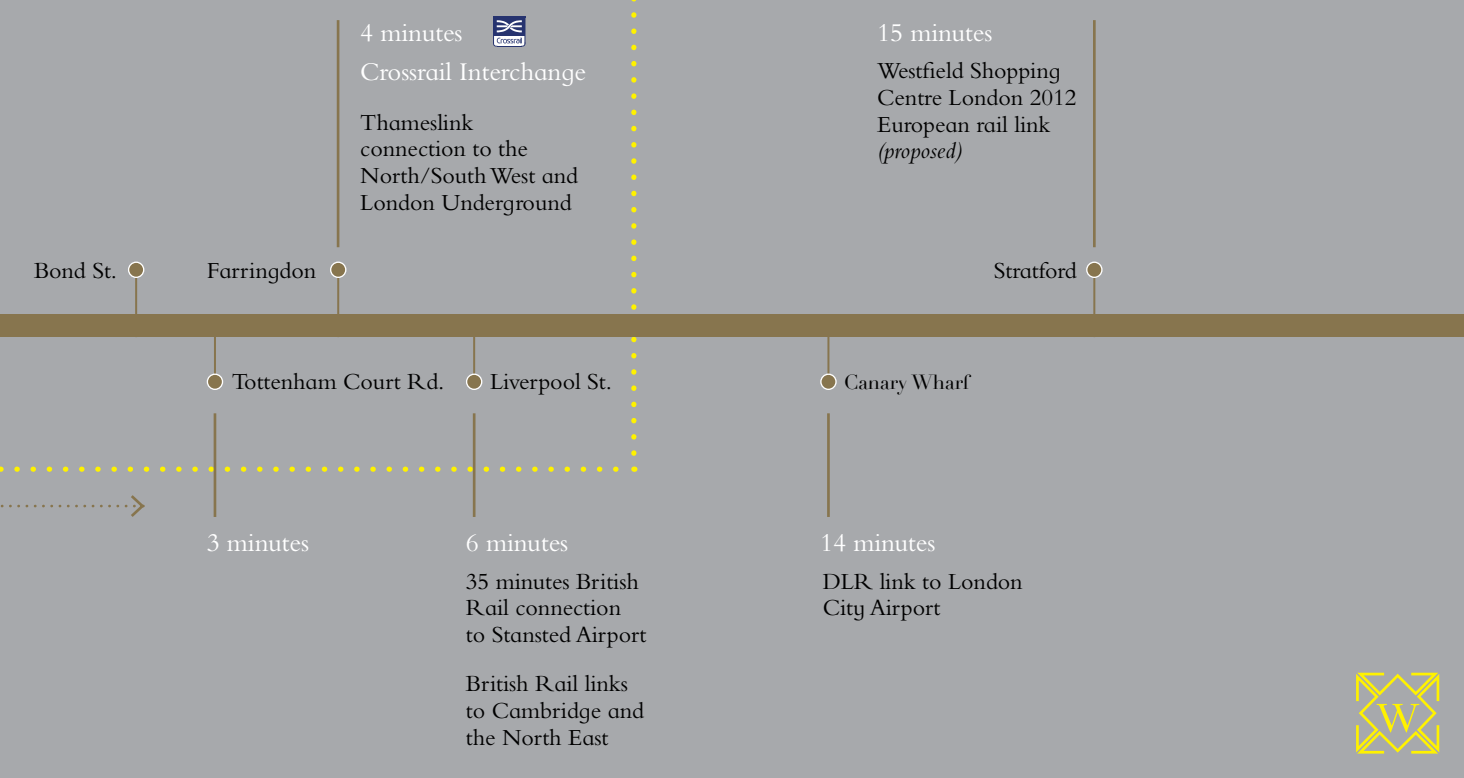 4 minutes
Crossrail
Crossrail Interchange
Thameslink
connection to the
North/South West and
London Underground
15 minutes
Westfield Shopping
Centre London 2012
European rail link
(proposed)
Bond St.
Farringdon
Stratford
Tottenham Court Rd.
Liverpool St.
Canary Wharf
3 minutes
6 minutes
35 minutes British
Rail connection
to Stansted Airport
British Rail links
to Cambridge and
the North East
14 minutes
DLR link to London
City Airport
W